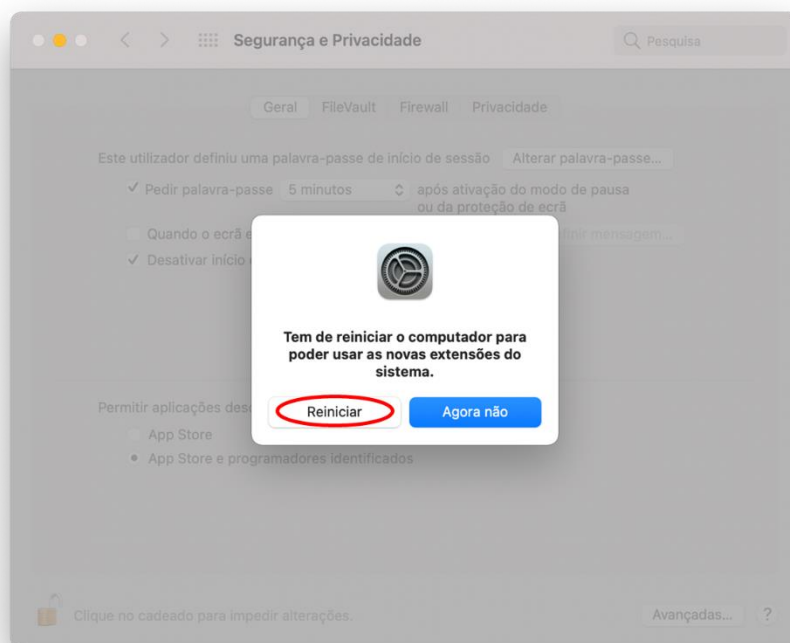 Segurança e Privacidade
Pesquisa
Geral FileVault Firewall Privacidade
Este utilizador definiu uma palavra-passe de início de sessão Alterar palavra-passe...
Pedir palavra-passe 5 minutos após ativação do modo de pausa
ou da proteção de ecrã
Quando o ecrã mensagem...
Desativar início
Tem de reiniciar o computador para
poder usar as novas extensões do
sistema.
Reiniciar Agora não
Permitir aplicações
App Store
App Store e programadores identificados
Clique no cadeado para impedir alterações.
Avançadas... ?